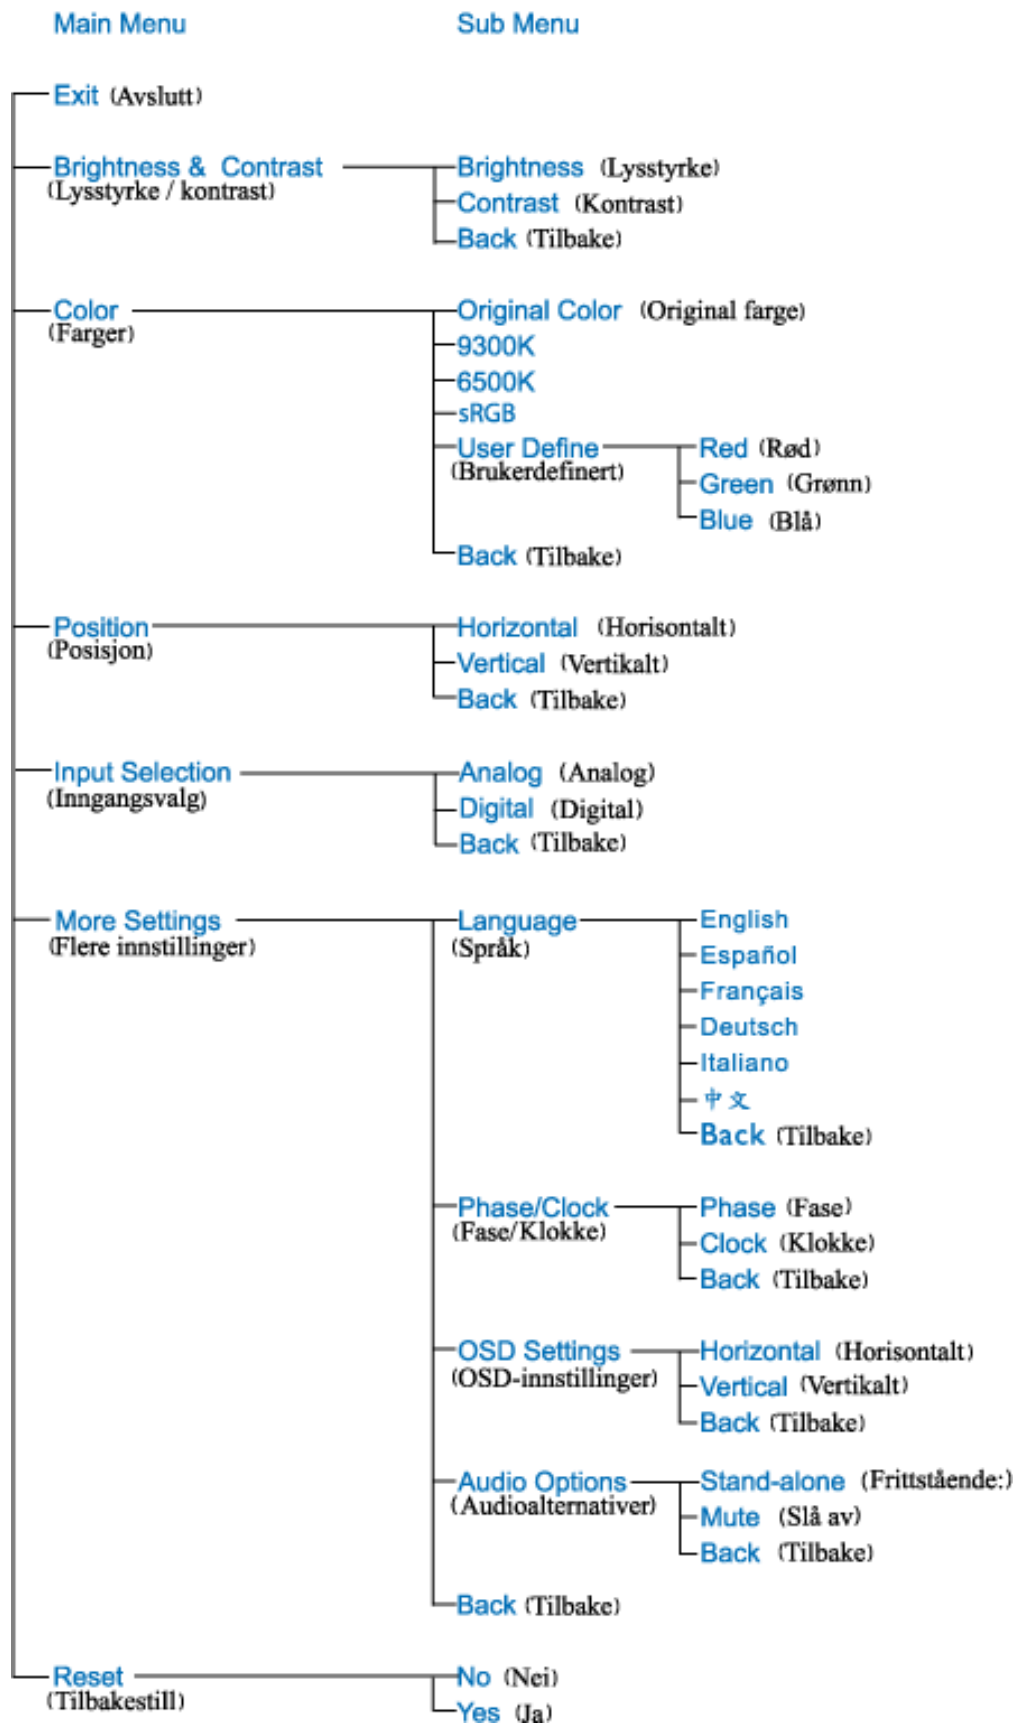 Main Menu Sub Menu
Exit (Avslutt)
Brightness & Contrast Brightness (Lysstyrke)
(Lysstyrke / kontrast)
Contrast (Kontrast)
Back (Tilbake)
Color Original Color (Original farge)
(Farger)
9300K
6500K
sRGB
User Define Red (Rød)
(Brukerdefinert)
Green (Grønn)
Blue (Blå)
Back (Tilbake)
Position Horizontal (Horisontalt)
(Posisjon)
Vertical (Vertikalt)
Back (Tilbake)
Input Selection Analog (Analog)
(Inngangsvalg)
Digital (Digital)
Back (Tilbake)
More Settings Language English
(Flere innstillinger) (Språk)
Español
Français
Deutsch
Italiano
中文
Back (Tilbake)
Phase/Clock Phase (Fase)
(Fase/Klokke)
Clock (Klokke)
Back (Tilbake)
OSD Settings Horizontal (Horisontalt)
(OSD-innstillinger)
Vertical (Vertikalt)
Back (Tilbake)
Audio Options Stand-alone (Frittstående:)
(Audioalternativer)
Mute (Slå av)
Back (Tilbake)
Back (Tilbake)
Reset No (Nei)
(Tilbakestill)
Yes (Ja)